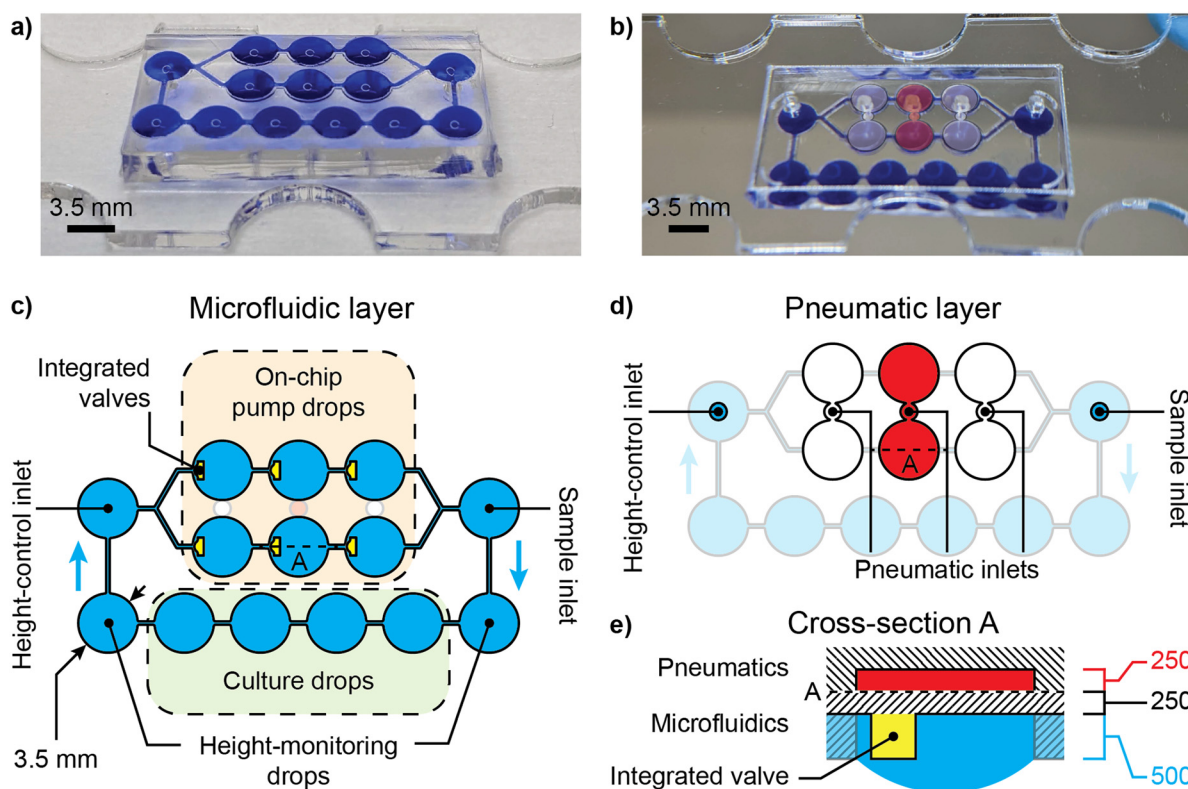 a)
3.5 mm
b)
3.5 mm
c)
Microfluidic layer
Integrated
valves
On-chip
pump drops
Height-control inlet
Sample inlet
A
Culture drops
3.5 mm
Height-monitoring
drops
d)
Pneumatic layer
Height-control inlet
Sample inlet
A
Pneumatic inlets
e)
Cross-section A
Pneumatics
A
Microfluidics
Integrated valve
250
250
500